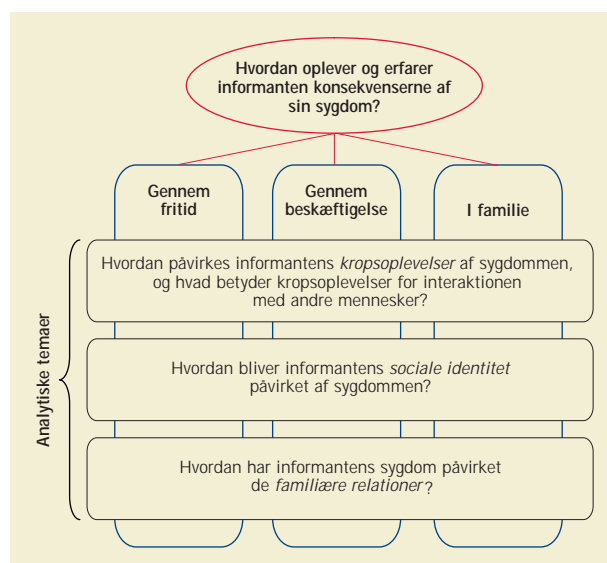 Hvordan oplever og erfarer
informanten konsekvenserne af
sin sygdom?
Gennem
fritid
Gennem
beskæftigelse
I familie
Analytiske temaer
Hvordan påvirkes informantens kropsoplevelser af sygdommen,
og hvad betyder kropsoplevelser for interaktionen
med andre mennesker?
Hvordan bliver informantens sociale identitet
påvirket af sygdommen?
Hvordan har informantens sygdom påvirket
de familiære relationer?